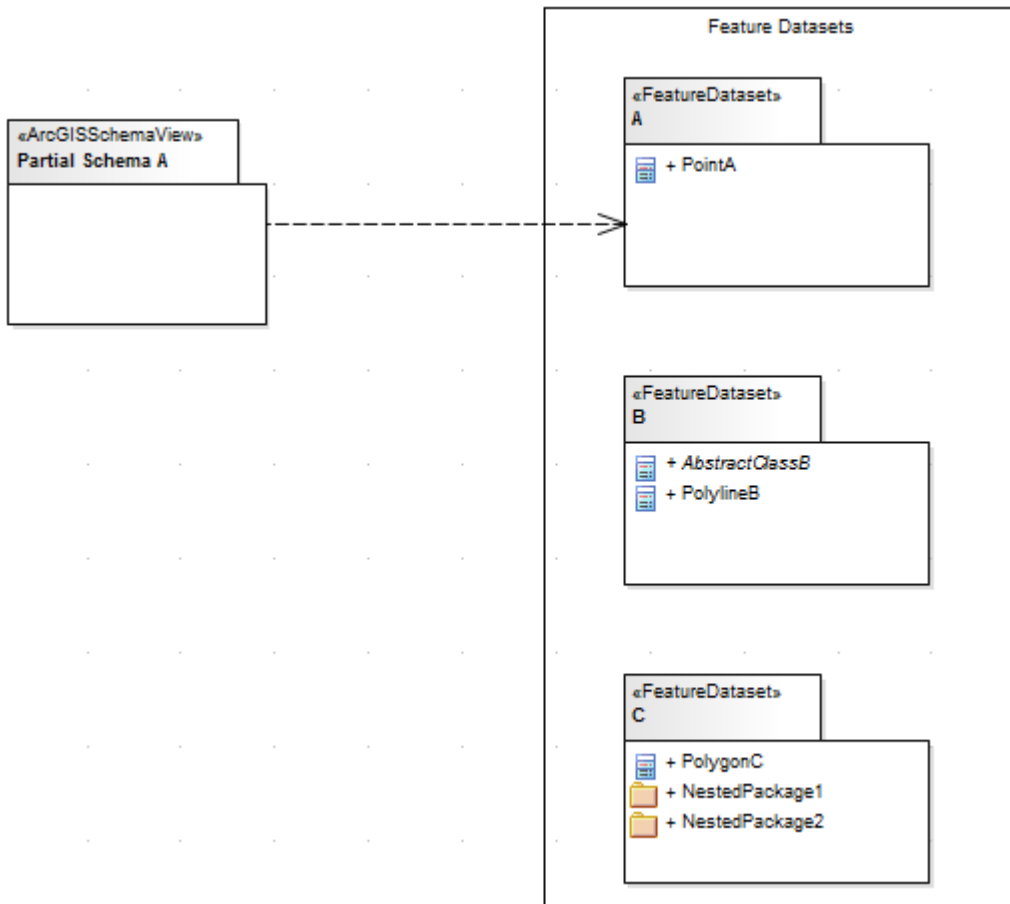 Feature Datasets
«FeatureDataset»
A
+ PointA
«ArcGISSchemaView»
Partial Schema A
«FeatureDataset»
B
+ AbstractClassB
+ PolylineB
«FeatureDataset»
C
+ PolygonC
+ NestedPackage1
+ NestedPackage2